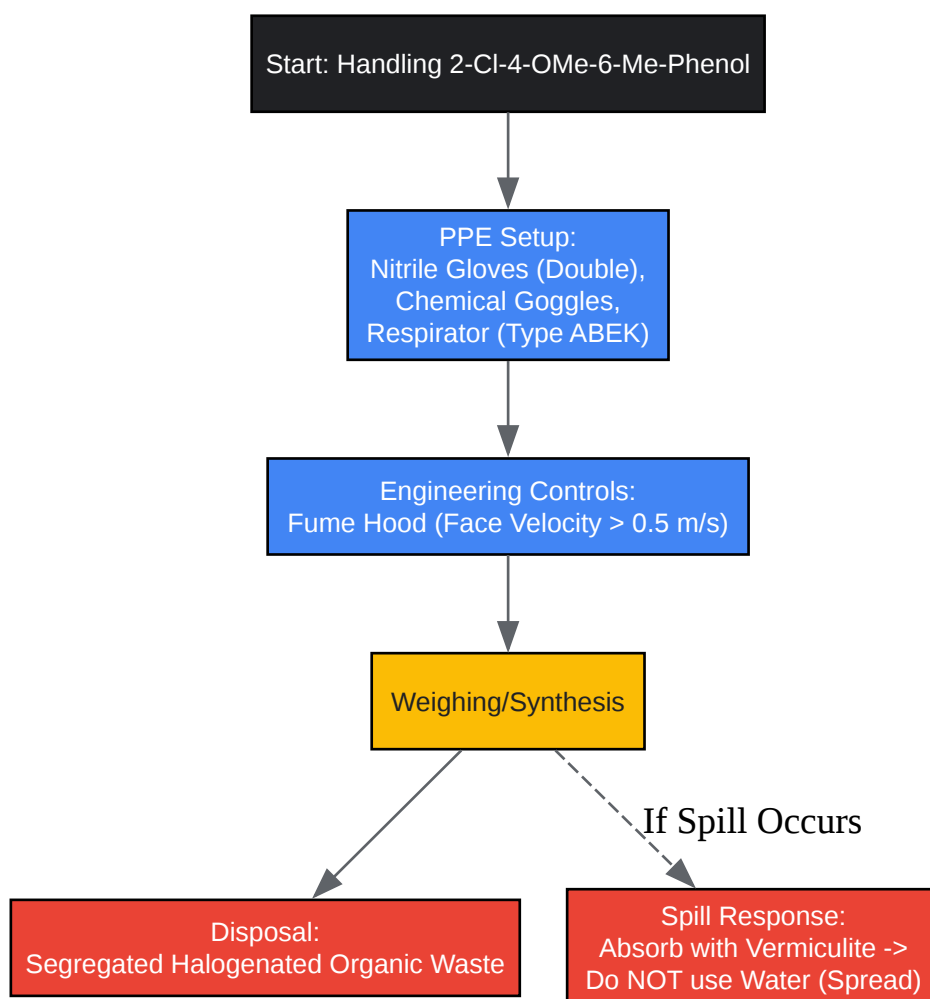 Start: Handling 2-Cl-4-OMe-6-Me-Phenol
PPE Setup:
Nitrile Gloves (Double),
Chemical Goggles,
Respirator (Type ABEK)
Engineering Controls:
Fume Hood (Face Velocity > 0.5 m/s)
Weighing/Synthesis
If Spill Occurs
Disposal:
Segregated Halogenated Organic Waste
Spill Response:
Absorb with Vermiculite ->
Do NOT use Water (Spread)